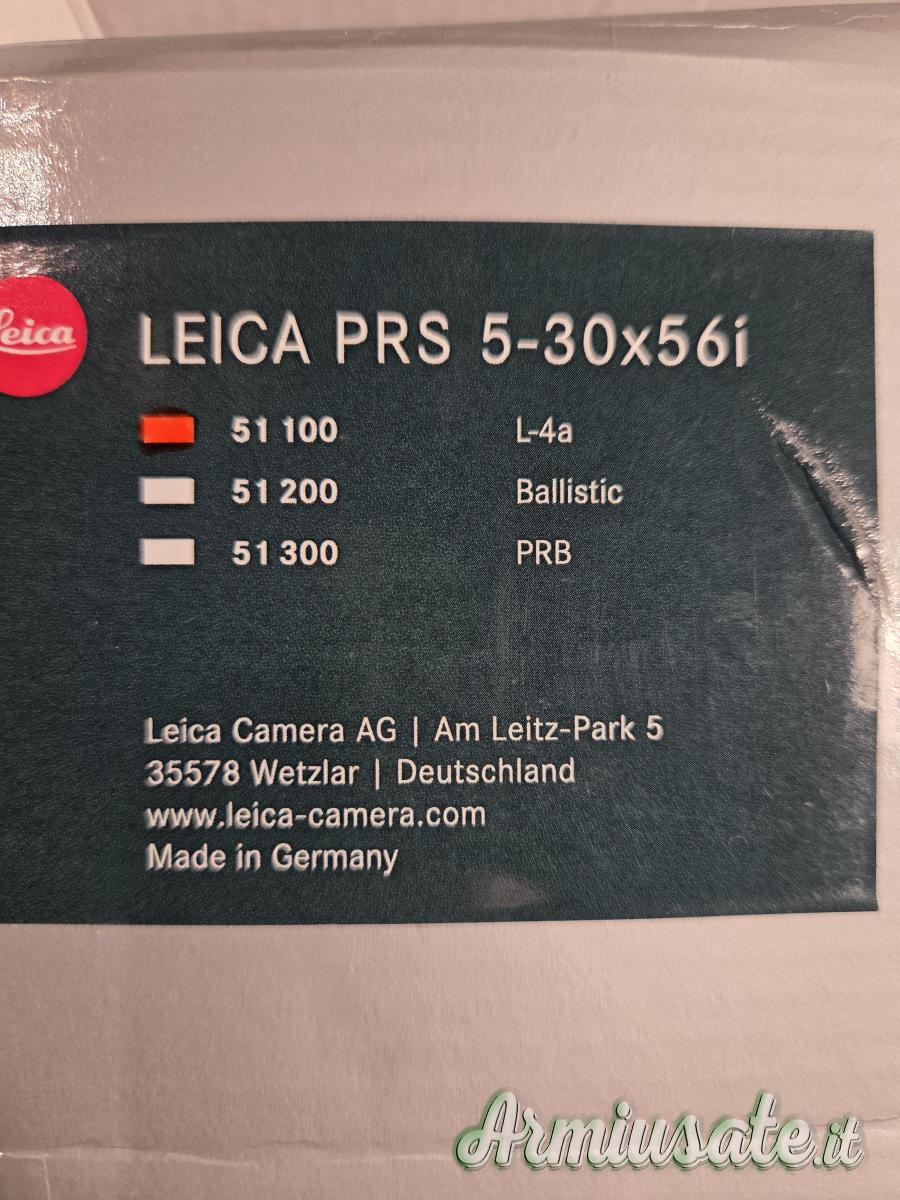 Leica
LEICA PRS 5-30x56i
51 100 L-4a
51 200 Ballistic
51 300 PRB
Leica Camera AG | Am Leitz-Park 5
35578 Wetzlar | Deutschland
www.leica-camera.com
Made in Germany
Armiusate.it